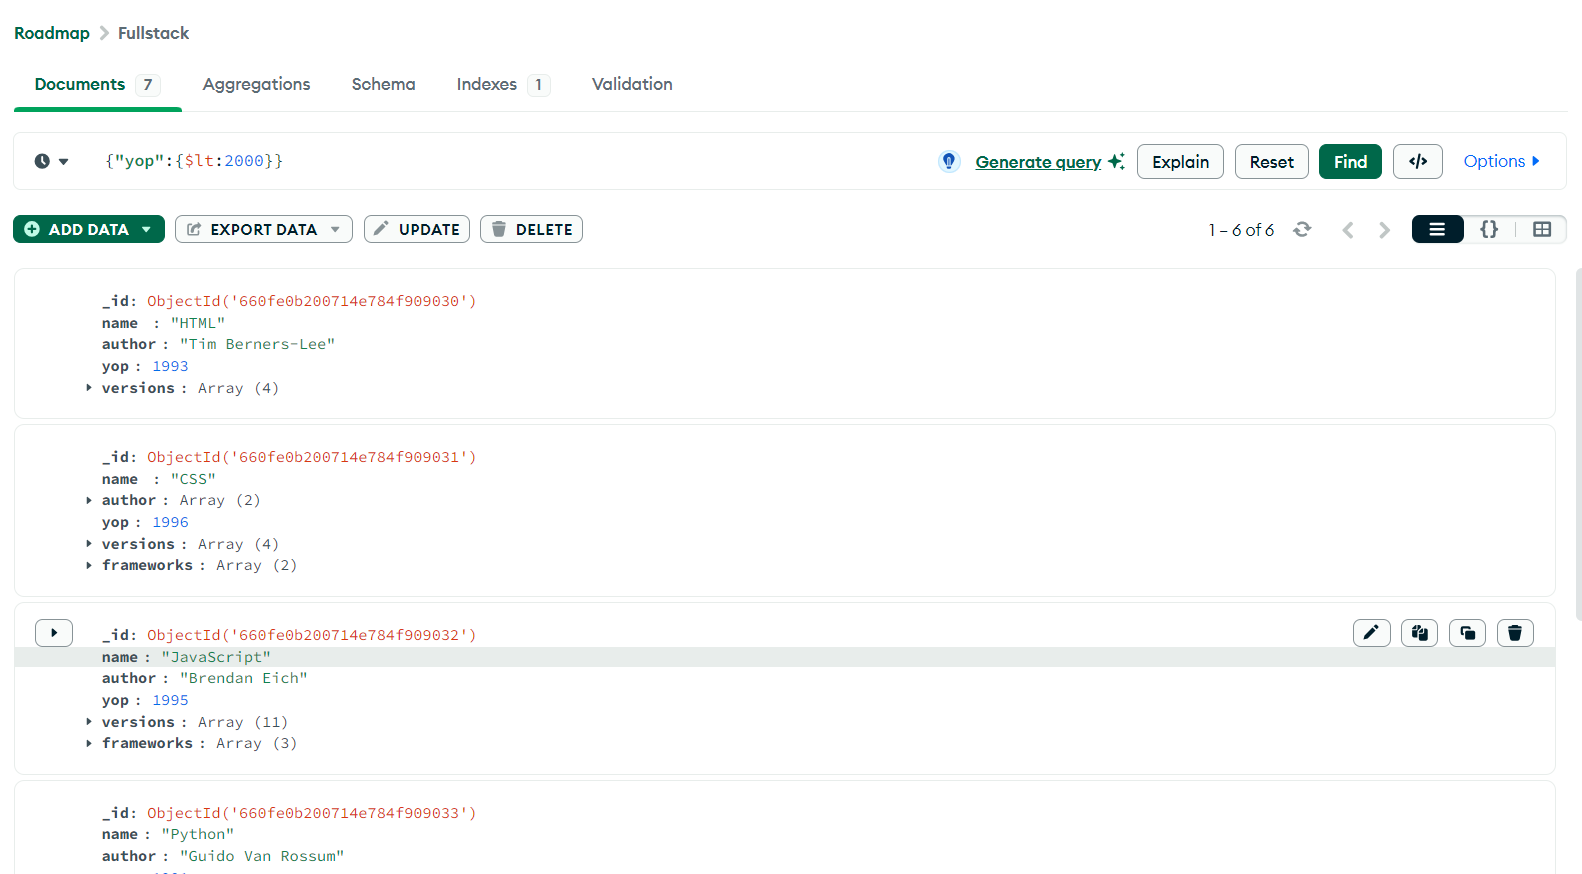 Roadmap > Fullstack
Documents 7 Aggregations Schema Indexes 1 Validation
{"yop":{$lt:2000}} Generate query Explain Reset Find </> Options
ADD DATA EXPORT DATA UPDATE DELETE 1 – 6 of 6 {}
_id: ObjectId('660fe0b200714e784f909030')
name : "HTML"
author : "Tim Berners-Lee"
yop : 1993
versions : Array (4)
_id: ObjectId('660fe0b200714e784f909031')
name : "CSS"
author : Array (2)
yop : 1996
versions : Array (4)
frameworks : Array (2)
_id: ObjectId('660fe0b200714e784f909032')
name : "JavaScript"
author : "Brendan Eich"
yop : 1995
versions : Array (11)
frameworks : Array (3)
_id: ObjectId('660fe0b200714e784f909033')
name : "Python"
author : "Guido Van Rossum"